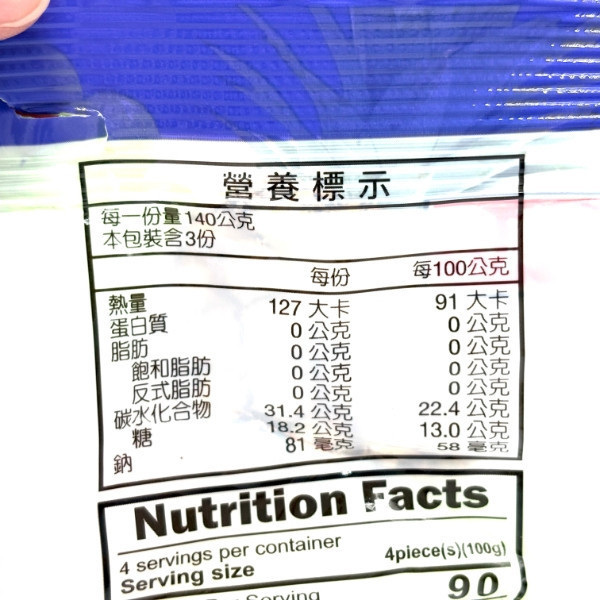 營養標示
每一份量140公克
本包裝含3份
每份 每100公克
熱量 127 大卡 91 大卡
蛋白質 0 公克 0 公克
脂肪 0 公克 0 公克
飽和脂肪 0 公克 0 公克
反式脂肪 0 公克 0 公克
碳水化合物 31.4 公克 22.4 公克
糖 18.2 公克 13.0 公克
鈉 81 毫克 58 毫克
Nutrition Facts
4 servings per container
Serving size 4piece(s)(100g)
Serving 90